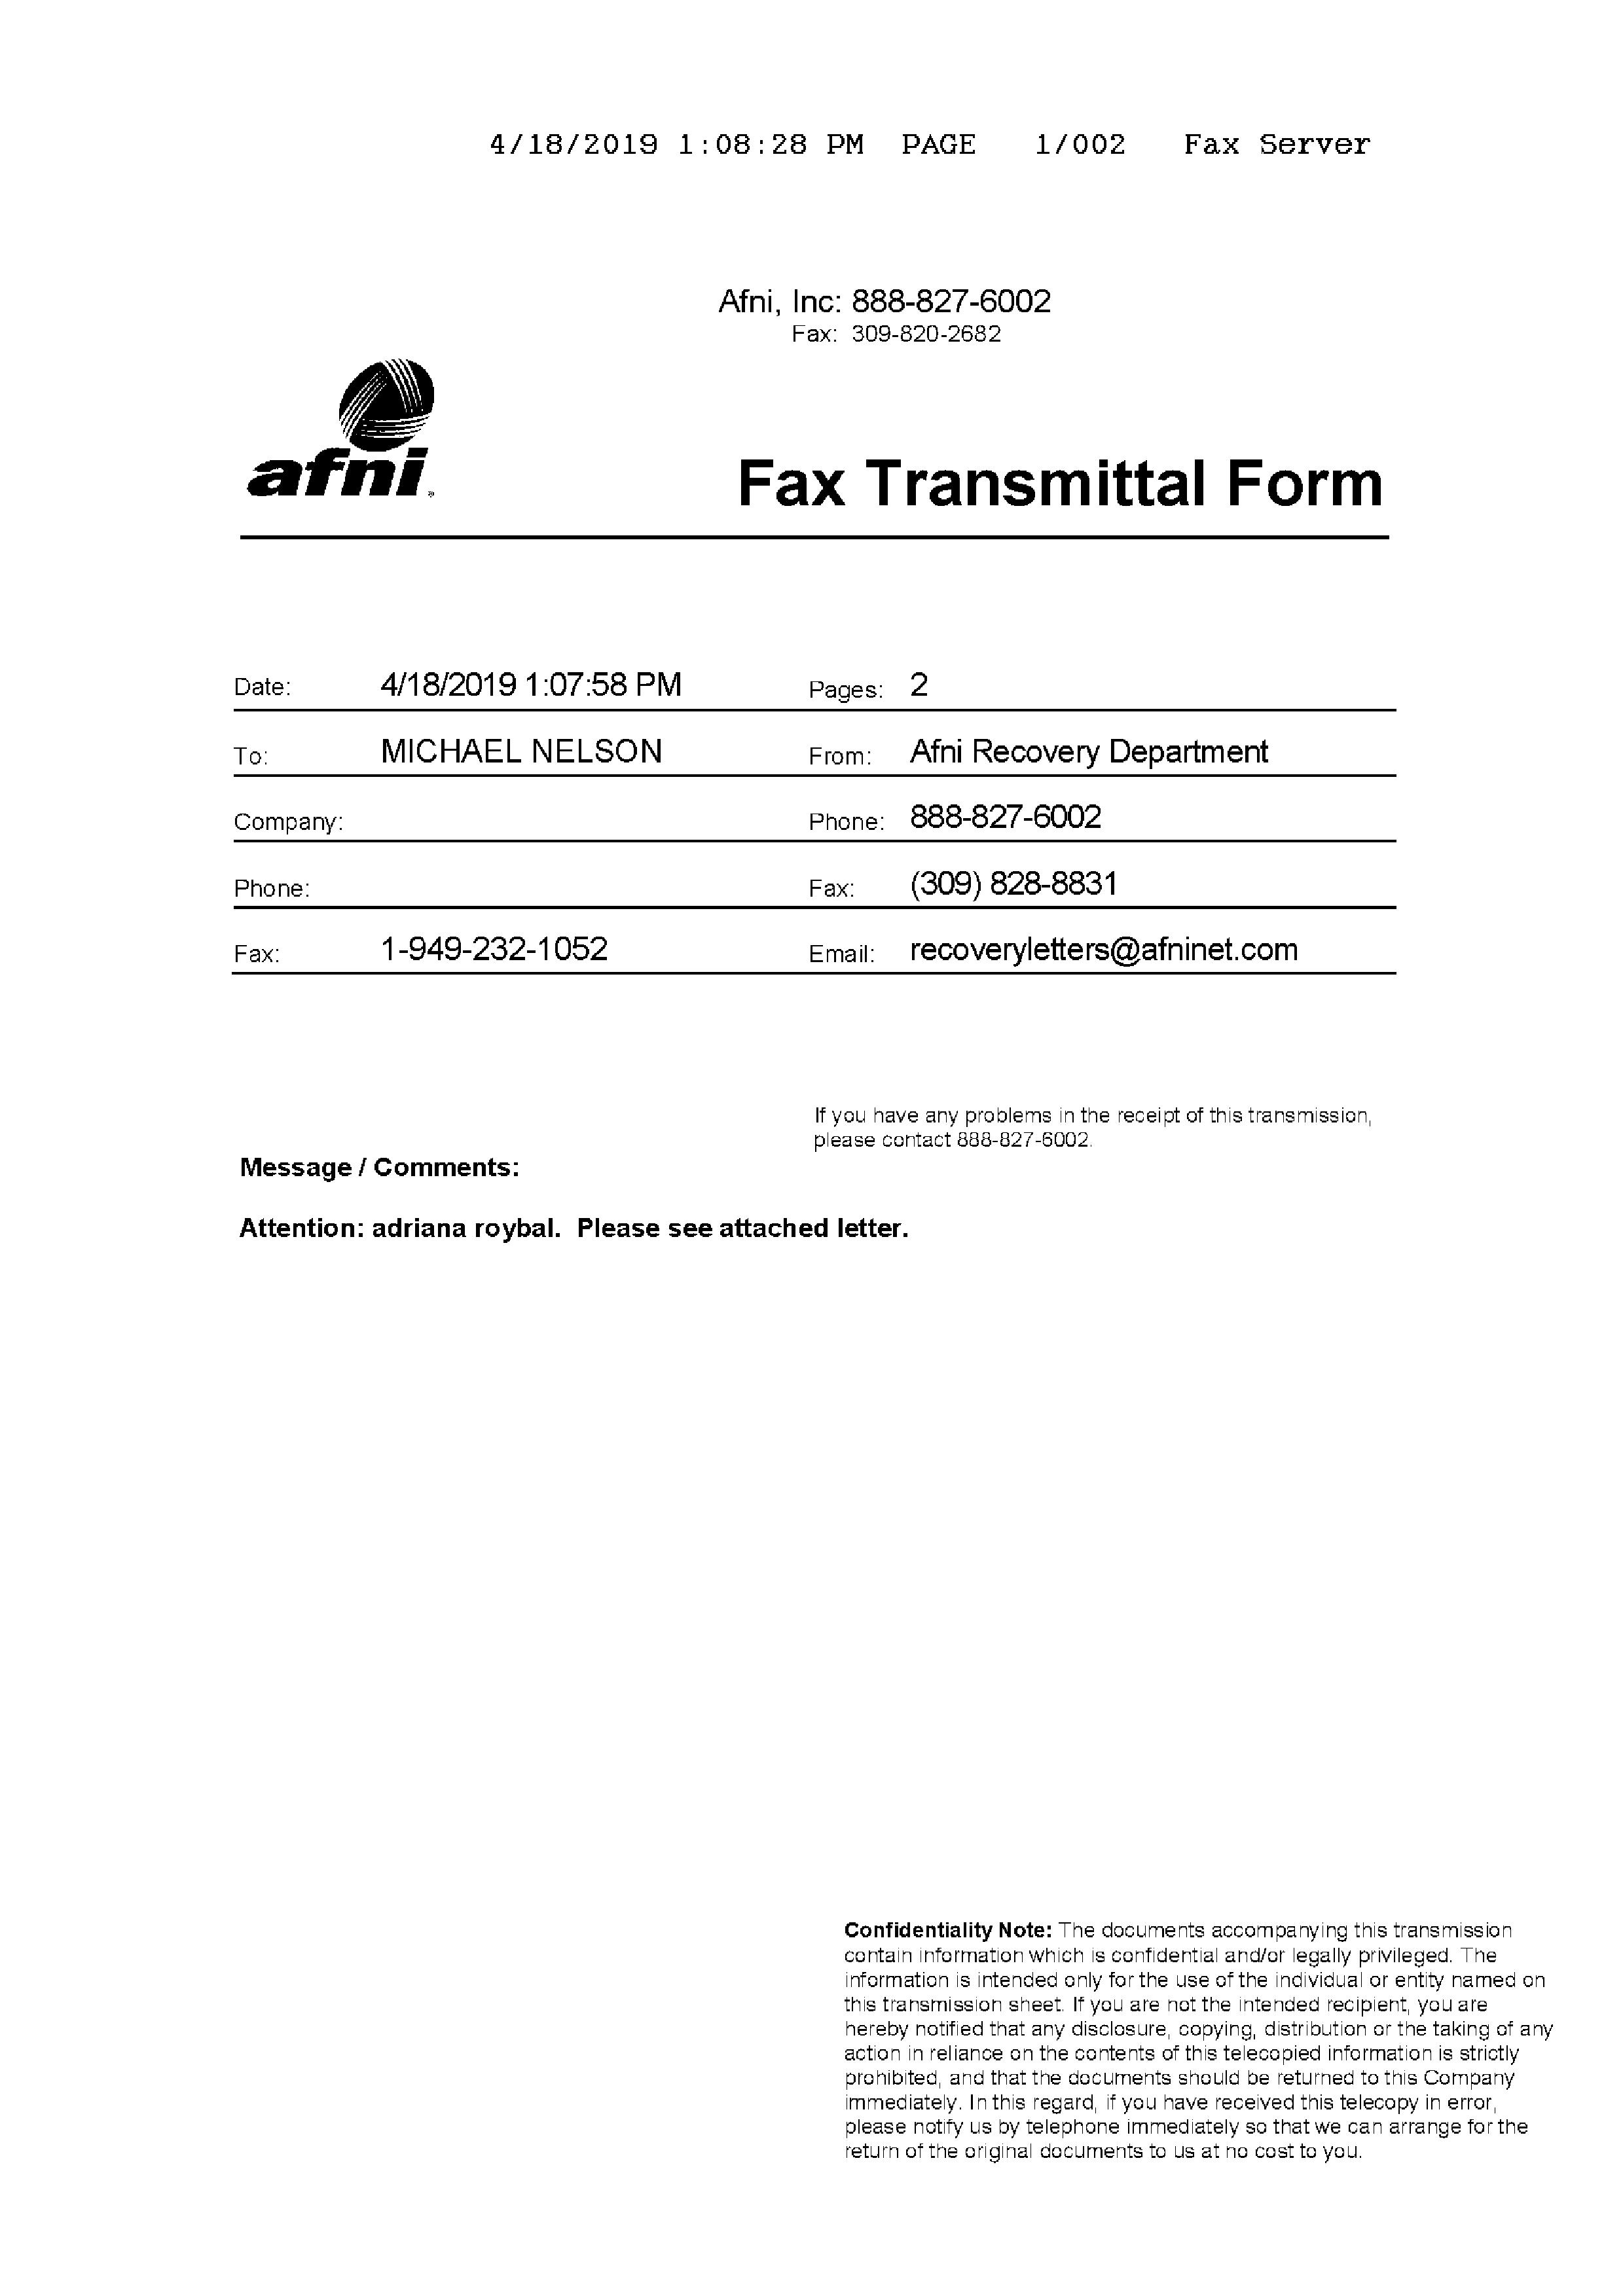 4/18/2019 1:08:28 PM PAGE 1/002 Fax Server
Afni, Inc: 888-827-6002
Fax: 309-820-2682
afni
Fax Transmittal Form
Date: 4/18/2019 1:07:58 PM Pages: 2
To: MICHAEL NELSON From: Afni Recovery Department
Company: Phone: 888-827-6002
Phone: Fax: (309) 828-8831
Fax: 1-949-232-1052 Email: recoveryletters@afninet.com
If you have any problems in the receipt of this transmission,
please contact 888-827-6002.
Message / Comments:
Attention: adriana roybal. Please see attached letter.
Confidentiality Note: The documents accompanying this transmission
contain information which is confidential and/or legally privileged. The
information is intended only for the use of the individual or entity named on
this transmission sheet. If you are not the intended recipient, you are
hereby notified that any disclosure, copying, distribution or the taking of any
action in reliance on the contents of this telecopied information is strictly
prohibited, and that the documents should be returned to this Company
immediately. In this regard, if you have received this telecopy in error,
please notify us by telephone immediately so that we can arrange for the
return of the original documents to us at no cost to you.